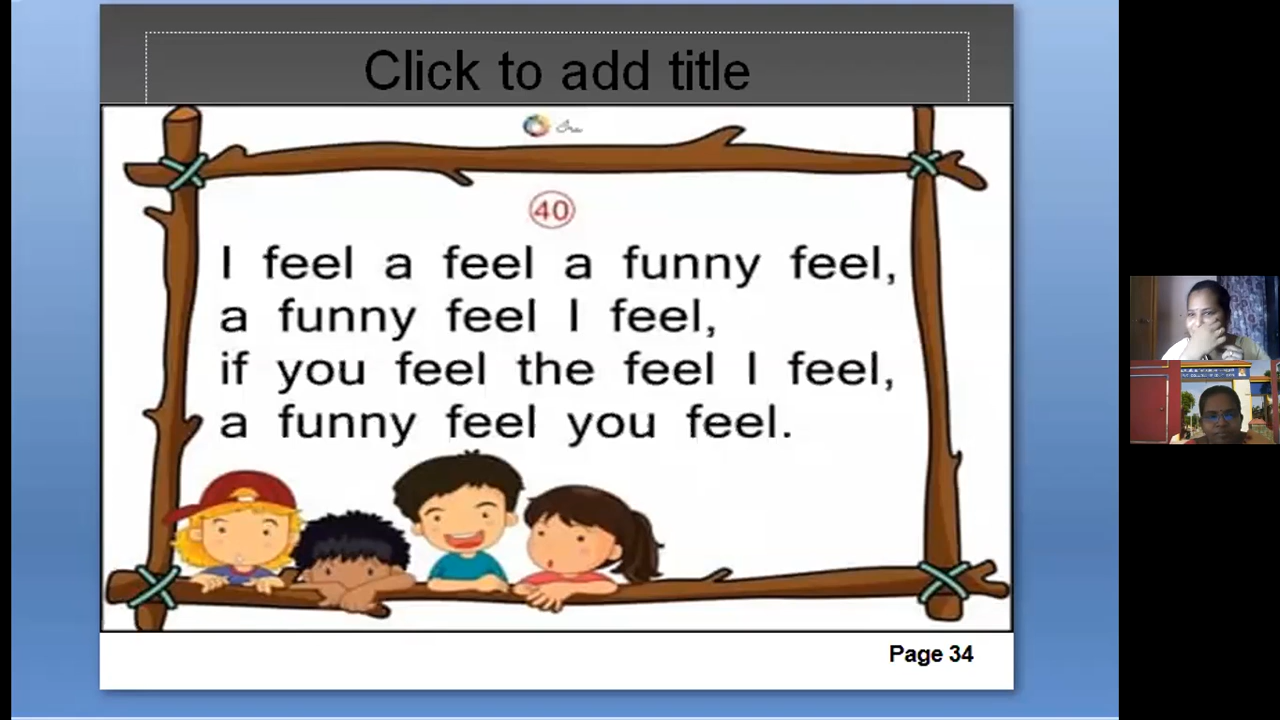 Click to add title
40
I feel a feel a funny feel,
a funny feel I feel,
if you feel the feel I feel,
a funny feel you feel.
Page 34